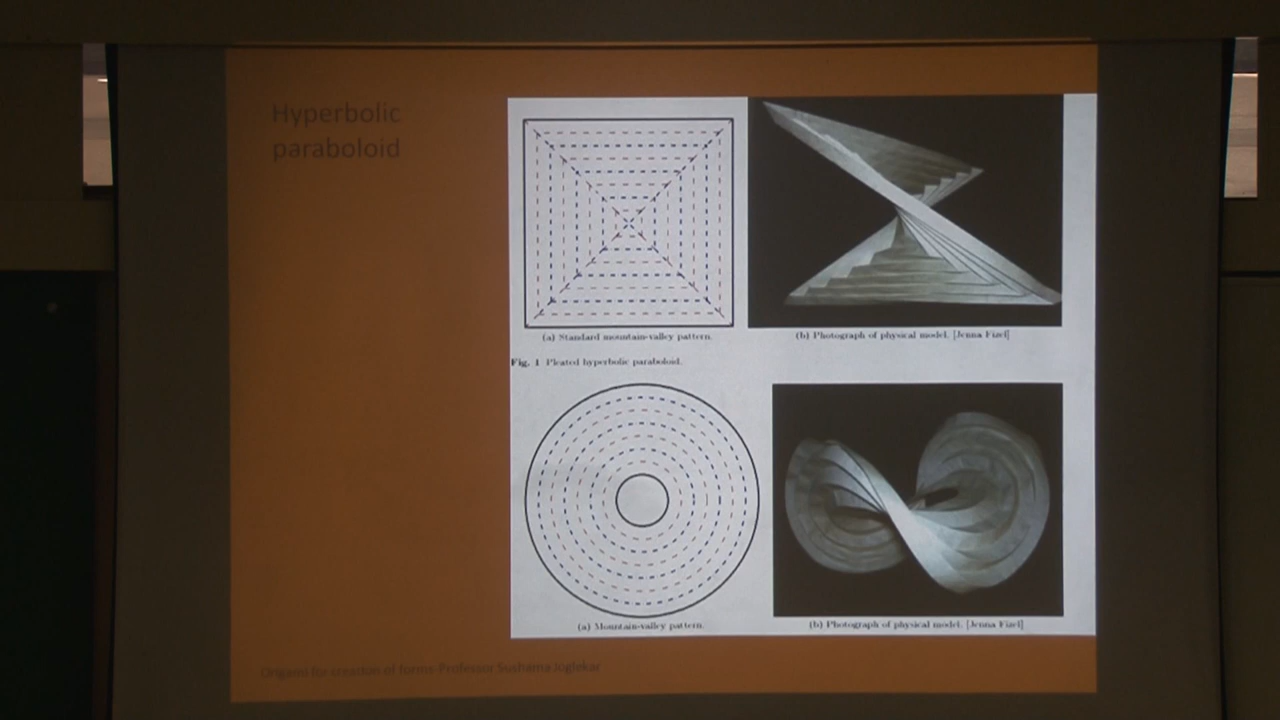 Hyperbolic
paraboloid
(a) Standard mountain-valley pattern.
(b) Photograph of physical model. [Jenna Fizel]
Fig. 1 Pleated hyperbolic paraboloid.
(a) Mountain-valley pattern.
(b) Photograph of physical model. [Jenna Fizel]
Origami for creation of forms-Professor Sushama Joglekar